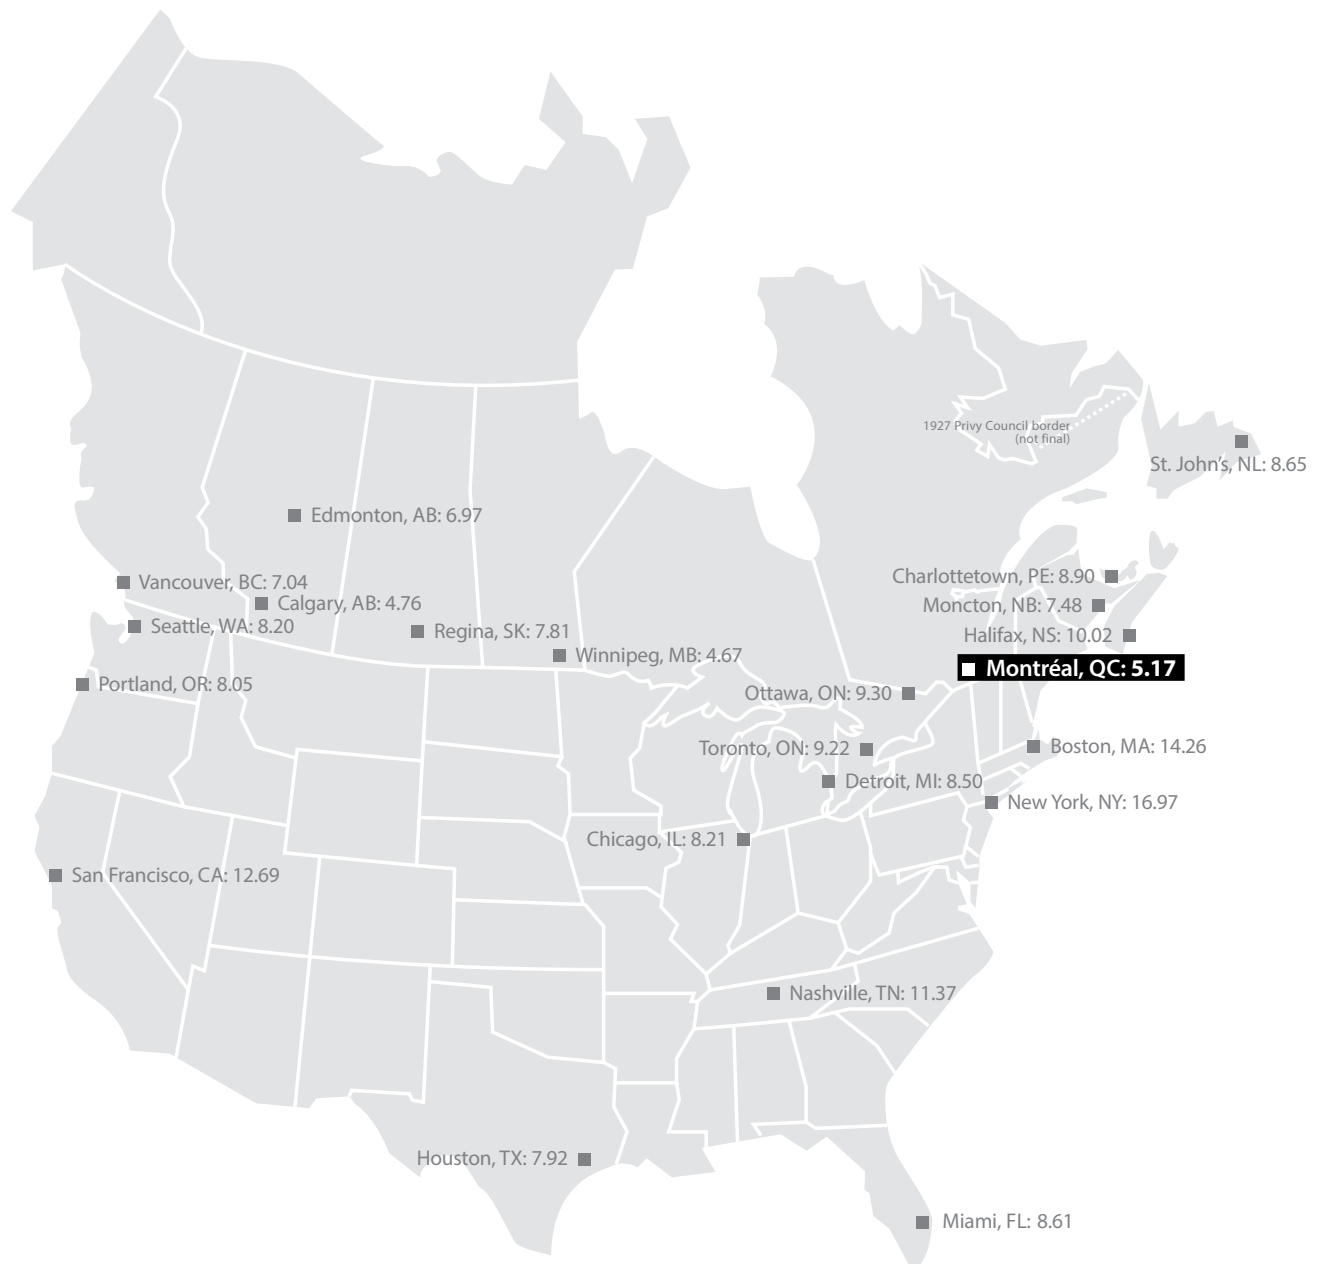 1927 Privy Council border
(not final)
St. John's, NL: 8.65
Edmonton, AB: 6.97
Vancouver, BC: 7.04
Charlottetown, PE: 8.90
Calgary, AB: 4.76
Moncton, NB: 7.48
Seattle, WA: 8.20
Regina, SK: 7.81
Halifax, NS: 10.02
Winnipeg, MB: 4.67
Montréal, QC: 5.17
Portland, OR: 8.05
Ottawa, ON: 9.30
Toronto, ON: 9.22
Boston, MA: 14.26
Detroit, MI: 8.50
New York, NY: 16.97
Chicago, IL: 8.21
San Francisco, CA: 12.69
Nashville, TN: 11.37
Houston, TX: 7.92
Miami, FL: 8.61